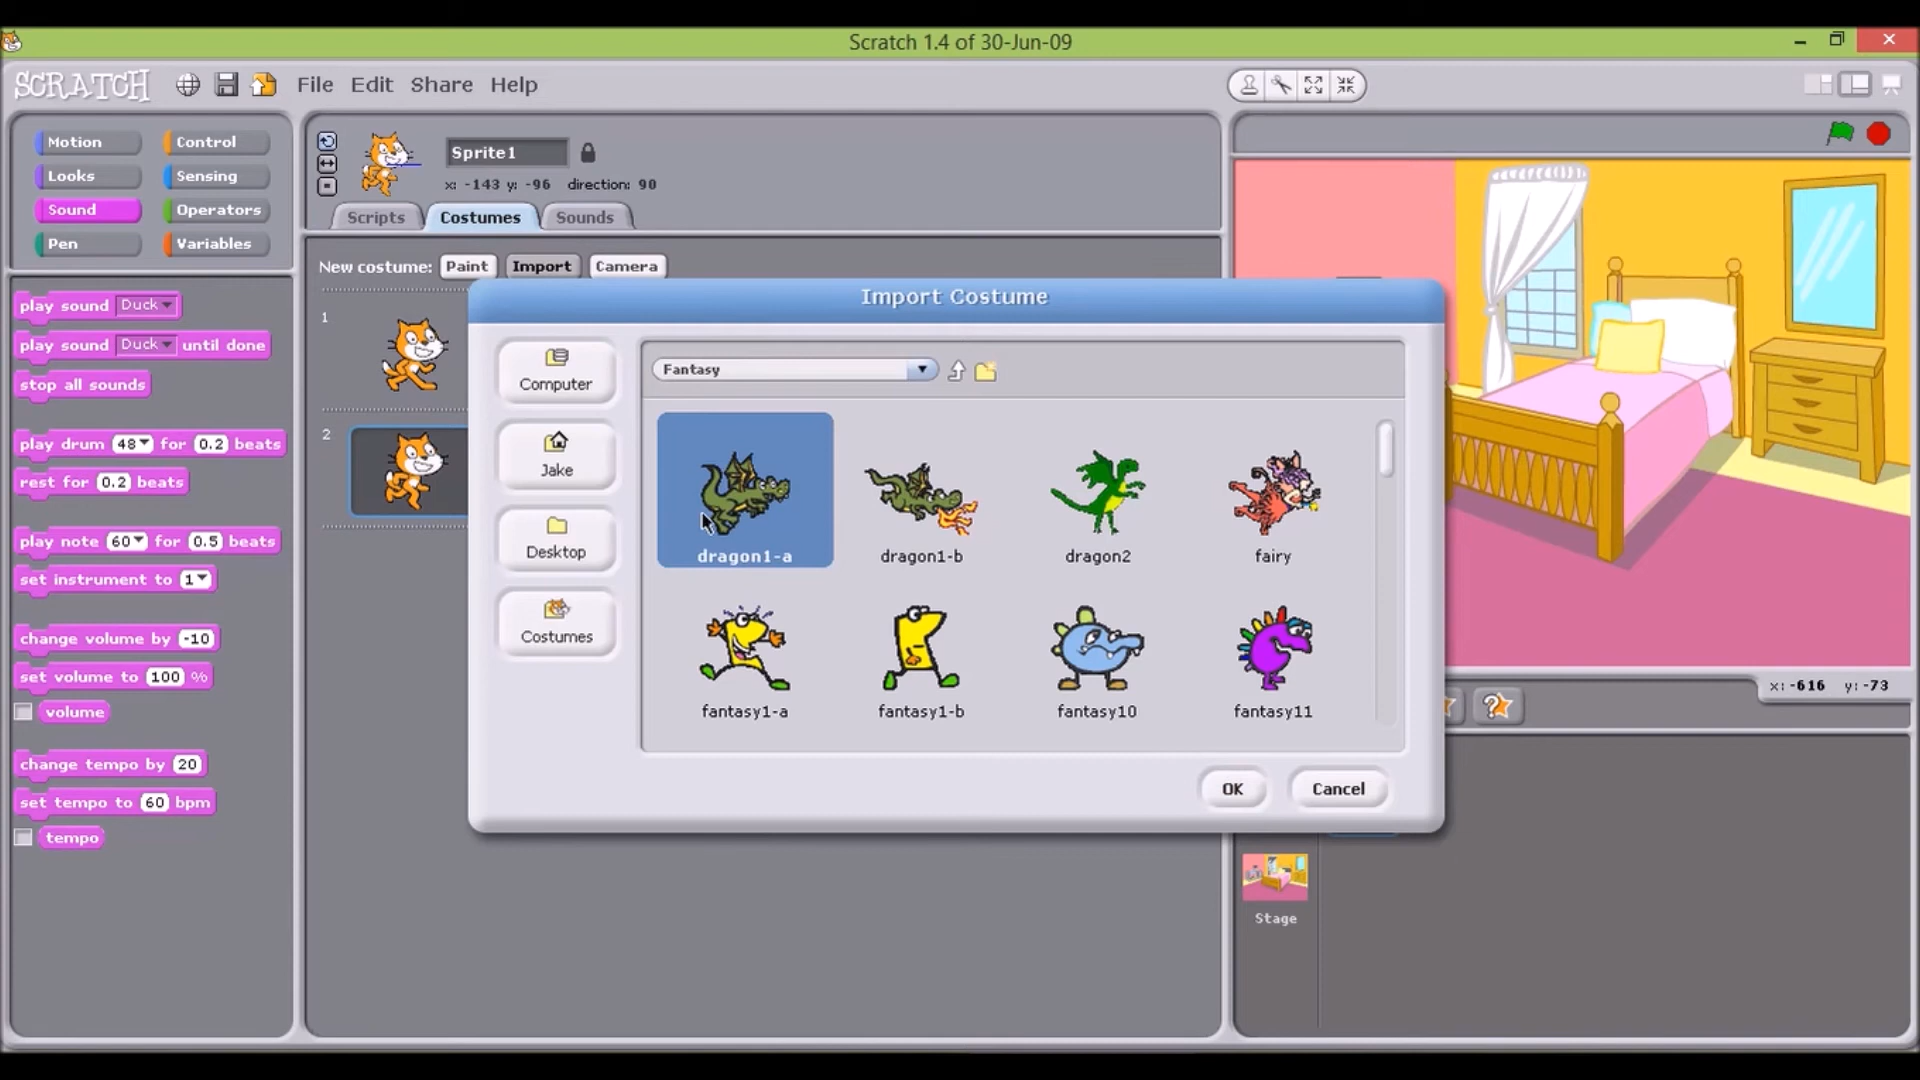 Scratch 1.4 of 30-Jun-09
SCRATCH File Edit Share Help
Motion Control
Looks Sensing
Sound Operators
Pen Variables
Sprite1
x: -143 y: -96 direction: 90
Scripts Costumes Sounds
New costume: Paint Import Camera
1
2
play sound Duck
play sound Duck until done
stop all sounds
play drum 48 for 0.2 beats
rest for 0.2 beats
play note 60 for 0.5 beats
set instrument to 1
change volume by -10
set volume to 100 %
volume
change tempo by 20
set tempo to 60 bpm
tempo
Import Costume
Computer
Jake
Desktop
Costumes
Fantasy
dragon1-a dragon1-b dragon2 fairy
fantasy1-a fantasy1-b fantasy10 fantasy11
OK Cancel
x: -616 y: -73
Stage